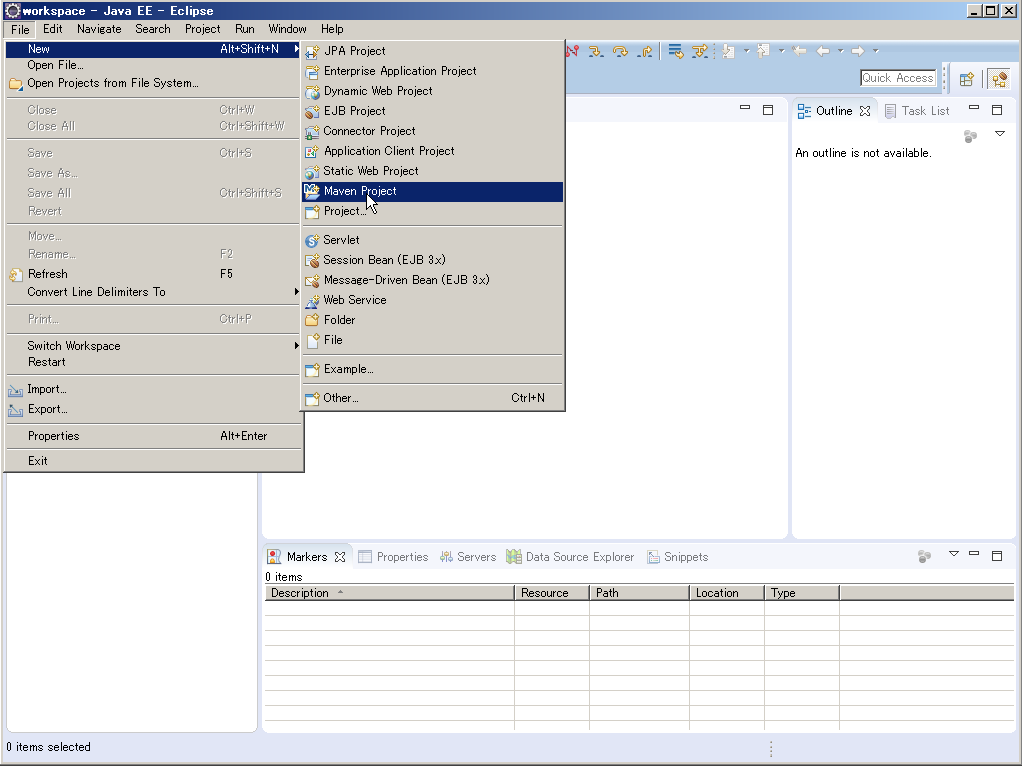 workspace - Java EE - Eclipse
File Edit Navigate Search Project Run Window Help
New Alt+Shift+N
Open File...
Open Projects from File System...
Close Ctrl+W
Close All Ctrl+Shift+W
Save Ctrl+S
Save As...
Save All Ctrl+Shift+S
Revert
Move...
Rename... F2
Refresh F5
Convert Line Delimiters To
Print... Ctrl+P
Switch Workspace
Restart
Import...
Export...
Properties Alt+Enter
Exit
JPA Project
Enterprise Application Project
Dynamic Web Project
EJB Project
Connector Project
Application Client Project
Static Web Project
Maven Project
Project...
Servlet
Session Bean (EJB 3.x)
Message-Driven Bean (EJB 3.x)
Web Service
Folder
File
Example...
Other... Ctrl+N
Quick Access
Outline Task List
An outline is not available.
Markers Properties Servers Data Source Explorer Snippets
0 items
Description Resource Path Location Type
0 items selected